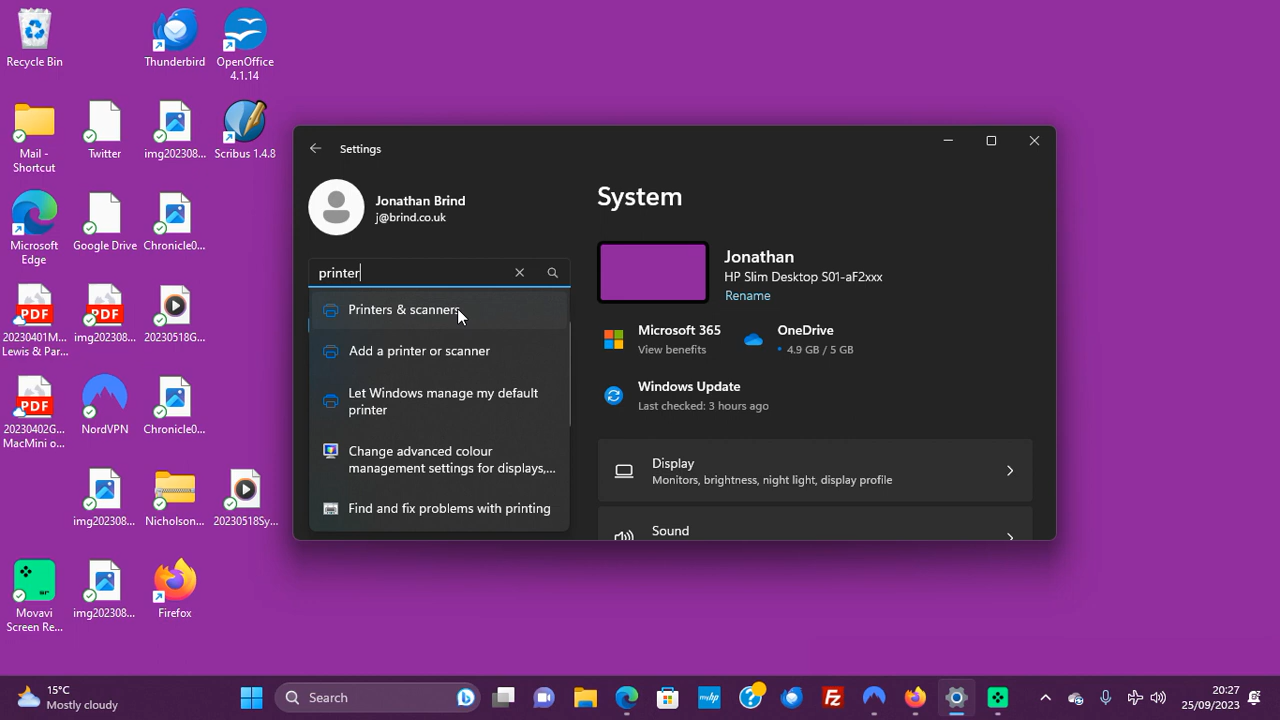 Recycle Bin
Thunderbird
OpenOffice
4.1.14
Mail -
Shortcut
Twitter
img202308...
Scribus 1.4.8
Microsoft
Edge
Google Drive
Chronicle0...
20230401M...
Lewis & Par...
img202308...
20230518G...
20230402G...
MacMini o...
NordVPN
Chronicle0...
img202308...
Nicholson...
20230518Sy...
Movavi
Screen Re...
img202308...
Firefox
PDF
PDF
PDF
Settings
Jonathan Brind
j@brind.co.uk
printer
Printers & scanners
Add a printer or scanner
Let Windows manage my default
printer
Change advanced colour
management settings for displays,...
Find and fix problems with printing
System
Jonathan
HP Slim Desktop S01-aF2xxx
Rename
Microsoft 365
View benefits
OneDrive
• 4.9 GB / 5 GB
Windows Update
Last checked: 3 hours ago
Display
Monitors, brightness, night light, display profile
Sound
15°C
Mostly cloudy
Search
myhp
20:27
25/09/2023